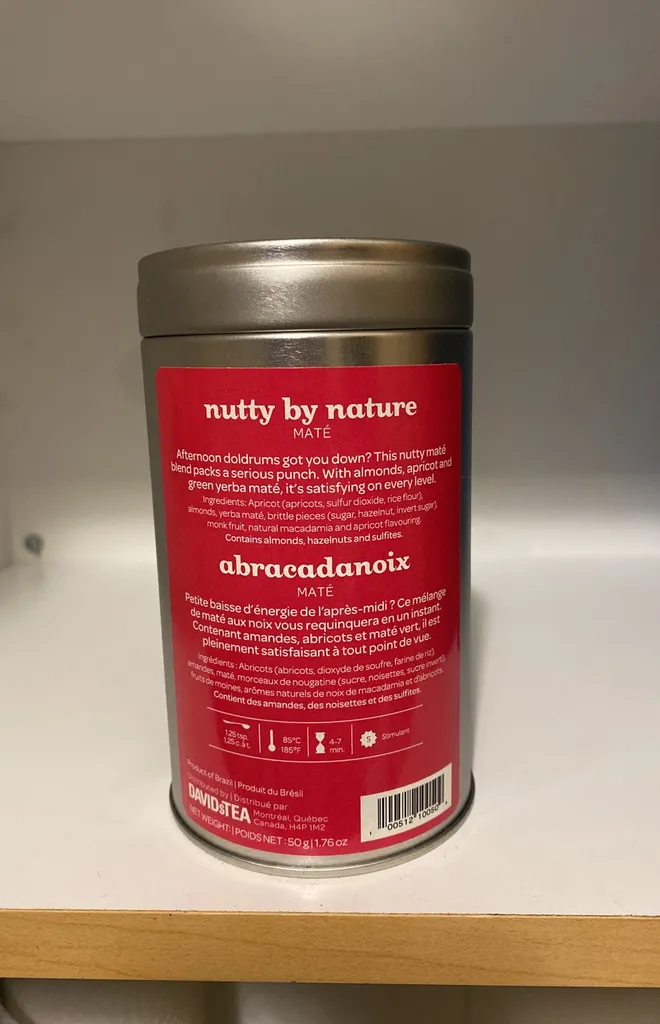 nutty by nature
MATÉ
Afternoon doldrums got you down? This nutty maté
blend packs a serious punch. With almonds, apricot and
green yerba maté, it's satisfying on every level.
Ingredients: Apricot (apricots, sulfur dioxide, rice flour),
almonds, yerba maté, brittle pieces (sugar, hazelnut, invert sugar),
monk fruit, natural macadamia and apricot flavouring.
Contains almonds, hazelnuts and sulfites.
abracadanoix
MATÉ
Petite baisse d'énergie de l'après-midi ? Ce mélange
de maté aux noix vous requinquera en un instant.
Contenant amandes, abricots et maté vert, il est
pleinement satisfaisant à tout point de vue.
Ingrédients : Abricots (abricots, dioxyde de soufre, farine de riz),
amandes, maté, morceaux de nougatine (sucre, noisettes, sucre inverti),
fruits de moines, arômes naturels de noix de macadamia et d'abricots.
Contient des amandes, des noisettes et des sulfites.
1.25 tsp.
1,25 c. à t.
85°C
185°F
4-7
min.
S
Stimulant
Product of Brazil | Produit du Brésil
Distributed by | Distribué par
DAVIDsTEA
Montréal, Québec
Canada, H4P 1M2
NET WEIGHT: | POIDS NET : 50 g | 1.76 oz
00512 10050